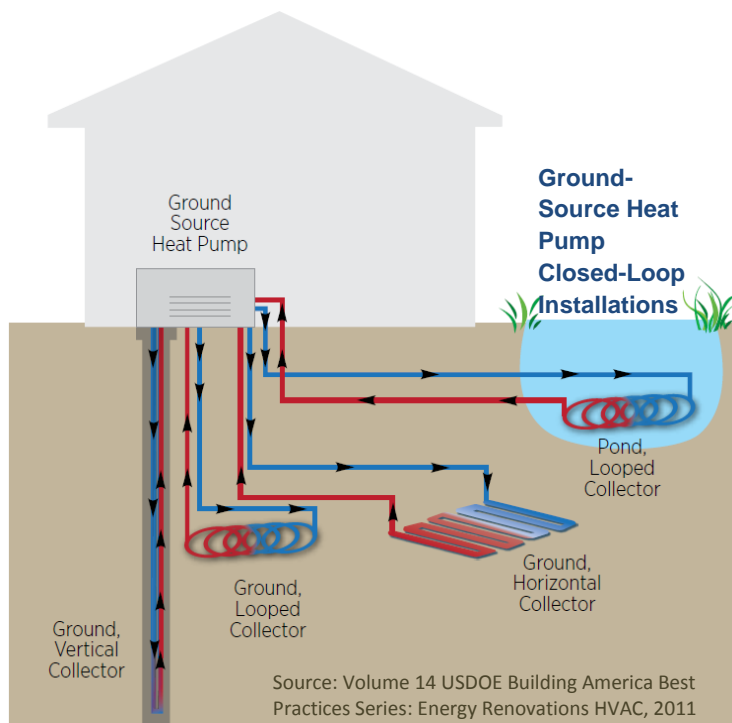 Ground-
Source Heat
Pump
Closed-Loop
Installations
Ground
Source
Heat Pump
Pond,
Looped
Collector
Ground,
Horizontal
Collector
Ground,
Looped
Collector
Ground,
Vertical
Collector
Source: Volume 14 USDOE Building America Best
Practices Series: Energy Renovations HVAC, 2011